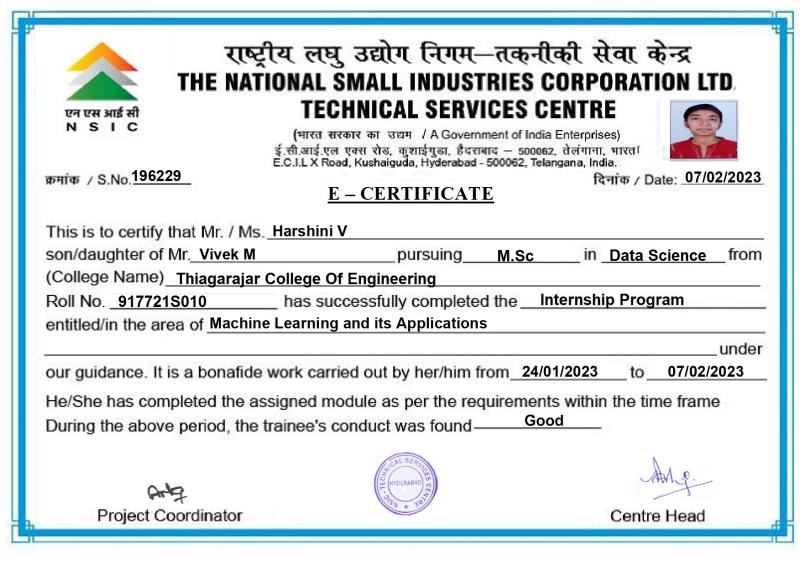 राष्ट्रीय लघु उद्योग निगम—तकनीकी सेवा केन्द्र
THE NATIONAL SMALL INDUSTRIES CORPORATION LTD.
TECHNICAL SERVICES CENTRE
एन एस आई सी
NSIC
(भारत सरकार का उद्यम / A Government of India Enterprises)
ई.सी.आई.एल एक्स रोड, कुशाईगुडा, हैदराबाद – 500062, तेलंगाना, भारत
E.C.I.L X Road, Kushaiguda, Hyderabad - 500062, Telangana, India.
क्रमांक / S.No. 196229 दिनांक / Date: 07/02/2023
E – CERTIFICATE
This is to certify that Mr. / Ms. Harshini V
son/daughter of Mr. Vivek M pursuing M.Sc in Data Science from
(College Name) Thiagarajar College Of Engineering
Roll No. 917721S010 has successfully completed the Internship Program
entitled/in the area of Machine Learning and its Applications
under
our guidance. It is a bonafide work carried out by her/him from 24/01/2023 to 07/02/2023
He/She has completed the assigned module as per the requirements within the time frame
During the above period, the trainee's conduct was found Good
NSIC-TECHNICAL SERVICES CENTRE
HYDERABAD
Project Coordinator Centre Head